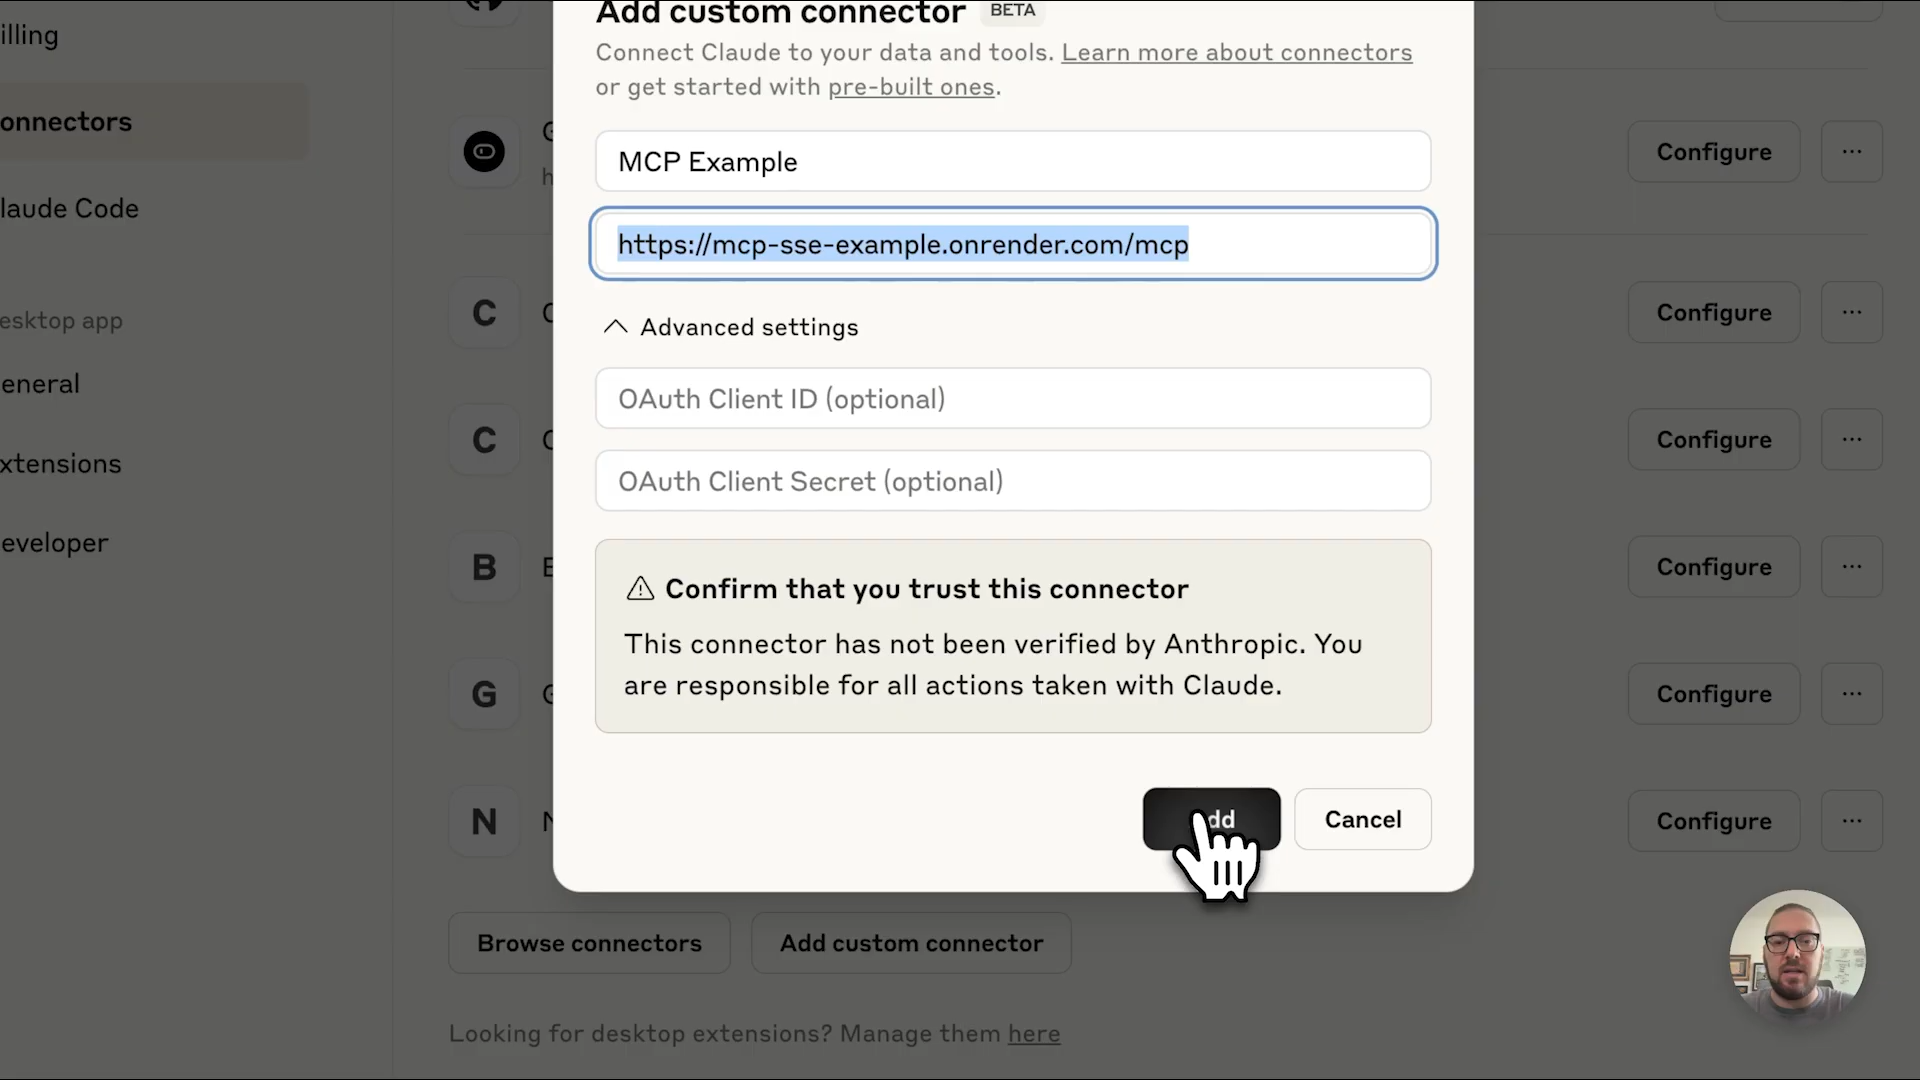 Add custom connector BETA
Connect Claude to your data and tools. Learn more about connectors
or get started with pre-built ones.
MCP Example
https://mcp-sse-example.onrender.com/mcp
Advanced settings
OAuth Client ID (optional)
OAuth Client Secret (optional)
Confirm that you trust this connector
This connector has not been verified by Anthropic. You
are responsible for all actions taken with Claude.
Cancel
illing
onnectors
laude Code
esktop app
eneral
xtensions
eveloper
Configure
C
Configure
C
Configure
B
Configure
G
Configure
N
Configure
Browse connectors
Add custom connector
Looking for desktop extensions? Manage them here